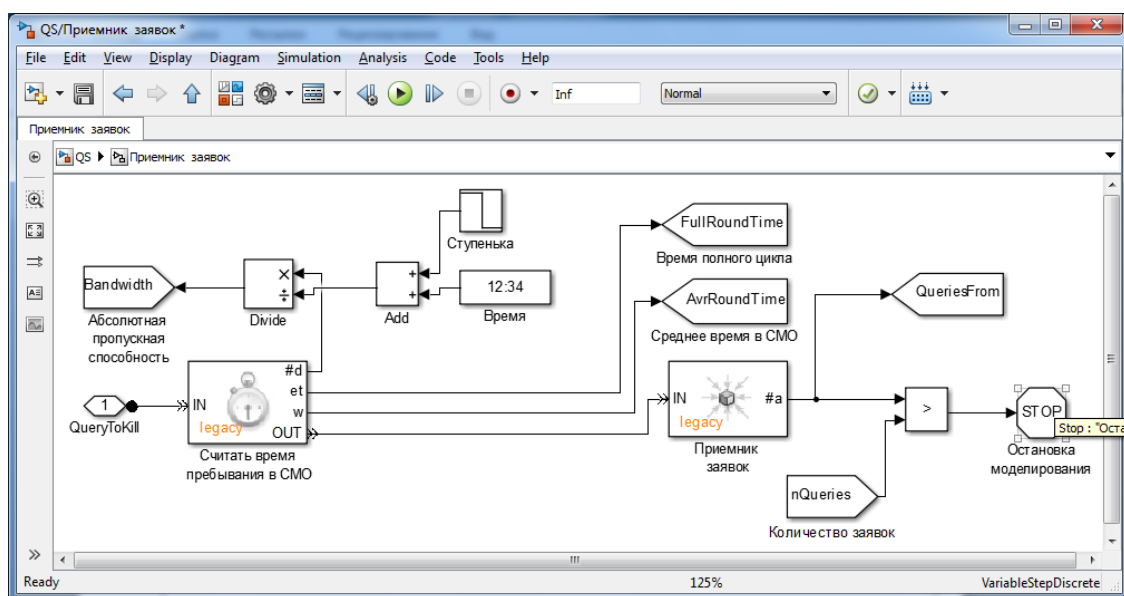 QS/Приемник заявок *
File Edit View Display Diagram Simulation Analysis Code Tools Help
Inf Normal
Приемник заявок
QS Приемник заявок
Ступенька
FullRoundTime
Время полного цикла
Bandwidth
Абсолютная
пропускная
способность
×
÷
Divide
+
+
Add
12:34
Время
AvrRoundTime
Среднее время в СМО
QueriesFrom
1
QueryToKill
IN
#d
et
w
OUT
legacy
Считать время
пребывания в СМО
IN
#a
legacy
Приемник
заявок
>
STOP
Stop : "Оста
Остановка
моделирования
nQueries
Количество заявок
Ready 125% VariableStepDiscrete